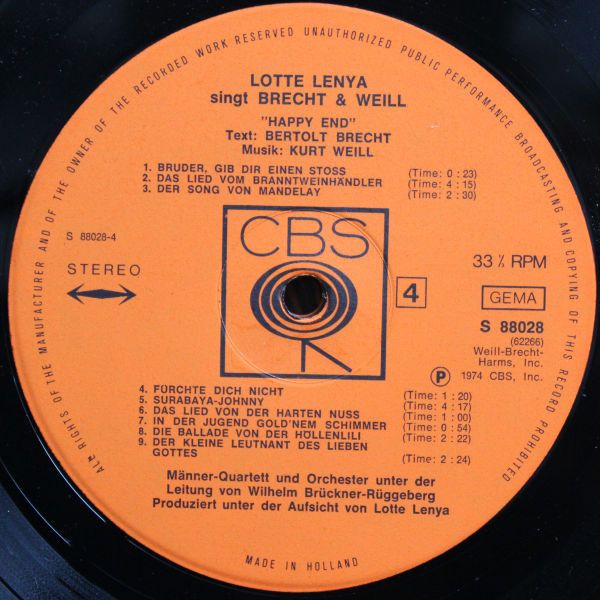 ALL RIGHTS OF THE MANUFACTURER AND OF THE OWNER OF THE RECORDED WORK RESERVED UNAUTHORIZED PUBLIC PERFORMANCE BROADCASTING AND COPYING OF THIS RECORD PROHIBITED
LOTTE LENYA
singt BRECHT & WEILL
"HAPPY END"
Text: BERTOLT BRECHT
Musik: KURT WEILL
1. BRUDER, GIB DIR EINEN STOSS (Time: 0 : 23)
2. DAS LIED VOM BRANNTWEINHÄNDLER (Time: 4 : 15)
3. DER SONG VON MANDELAY (Time: 2 : 30)
S 88028-4
STEREO
CBS
4
33⅓ RPM
GEMA
S 88028
(62266)
Weill-Brecht-
Harms, Inc.
Ⓟ 1974 CBS, Inc.
4. FÜRCHTE DICH NICHT (Time: 1 : 20)
5. SURABAYA-JOHNNY (Time: 4 : 17)
6. DAS LIED VON DER HARTEN NUSS (Time: 1 : 00)
7. IN DER JUGEND GOLD'NEM SCHIMMER (Time: 0 : 54)
8. DIE BALLADE VON DER HÖLLENLILI (Time: 2 : 22)
9. DER KLEINE LEUTNANT DES LIEBEN
GOTTES (Time: 2 : 24)
Männer-Quartett und Orchester unter der
Leitung von Wilhelm Brückner-Rüggeberg
Produziert unter der Aufsicht von Lotte Lenya
MADE IN HOLLAND